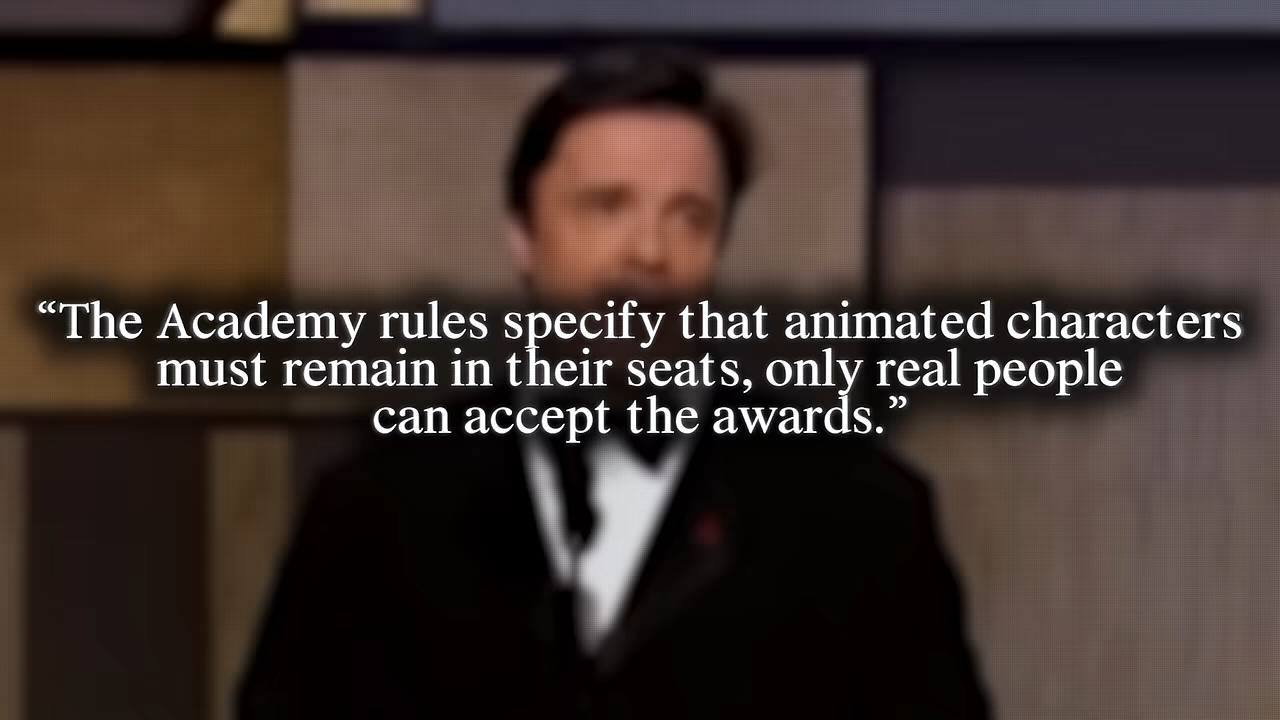 “The Academy rules specify that animated characters
must remain in their seats, only real people
can accept the awards.”